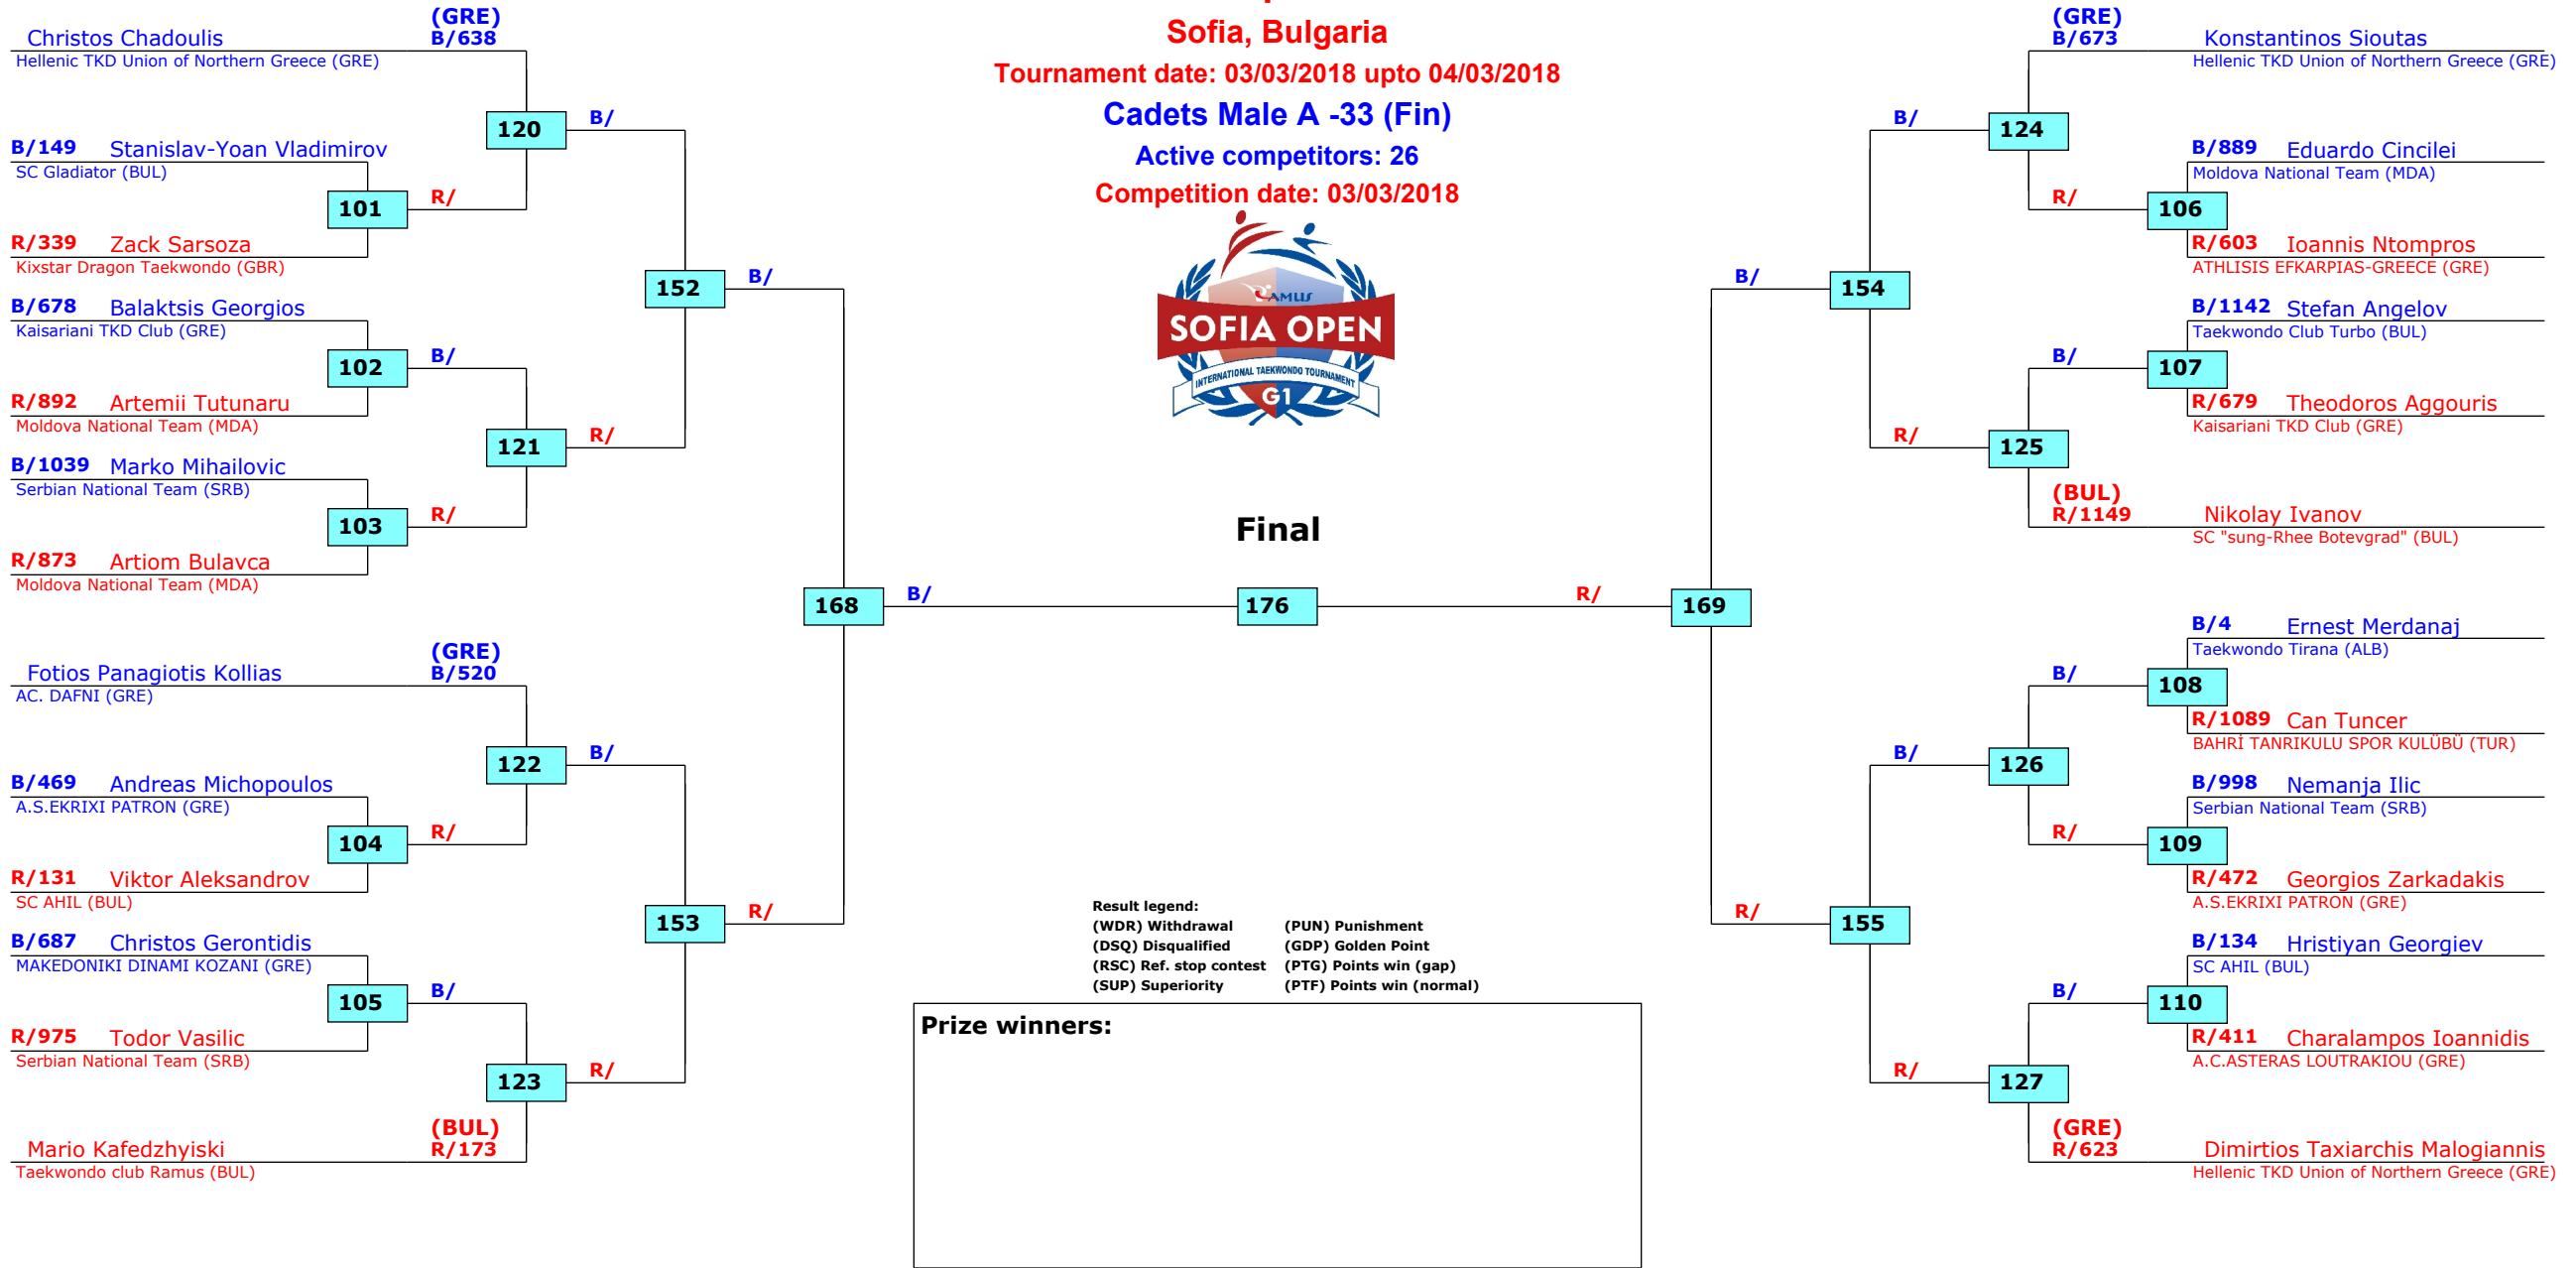 Sofia, Bulgaria
Tournament date: 03/03/2018 upto 04/03/2018
Cadets Male A -33 (Fin)
Active competitors: 26
Competition date: 03/03/2018
RAMUS
SOFIA OPEN
INTERNATIONAL TAEKWONDO TOURNAMENT
G1
(GRE)
Christos Chadoulis B/638
Hellenic TKD Union of Northern Greece (GRE)
120 B/
B/149 Stanislav-Yoan Vladimirov
SC Gladiator (BUL)
101 R/
R/339 Zack Sarsoza
Kixstar Dragon Taekwondo (GBR)
152 B/
B/678 Balaktsis Georgios
Kaisariani TKD Club (GRE)
102 B/
R/892 Artemii Tutunaru
Moldova National Team (MDA)
121 R/
B/1039 Marko Mihailovic
Serbian National Team (SRB)
103 R/
R/873 Artiom Bulavca
Moldova National Team (MDA)
168 B/
(GRE)
Fotios Panagiotis Kollias B/520
AC. DAFNI (GRE)
122 B/
B/469 Andreas Michopoulos
A.S.EKRIXI PATRON (GRE)
104 R/
R/131 Viktor Aleksandrov
SC AHIL (BUL)
153 R/
B/687 Christos Gerontidis
MAKEDONIKI DINAMI KOZANI (GRE)
105 B/
R/975 Todor Vasilic
Serbian National Team (SRB)
123 R/
(BUL)
Mario Kafedzhyiski R/173
Taekwondo club Ramus (BUL)
Final
176
(GRE)
B/673 Konstantinos Sioutas
Hellenic TKD Union of Northern Greece (GRE)
B/ 124
B/889 Eduardo Cincilei
Moldova National Team (MDA)
R/ 106
R/603 Ioannis Ntompros
ATHLISIS EFKARPIAS-GREECE (GRE)
B/ 154
B/1142 Stefan Angelov
Taekwondo Club Turbo (BUL)
B/ 107
R/679 Theodoros Aggouris
Kaisariani TKD Club (GRE)
R/ 125
(BUL)
R/1149 Nikolay Ivanov
SC "sung-Rhee Botevgrad" (BUL)
R/ 169
B/4 Ernest Merdanaj
Taekwondo Tirana (ALB)
B/ 108
R/1089 Can Tuncer
BAHRİ TANRIKULU SPOR KULÜBÜ (TUR)
B/ 126
B/998 Nemanja Ilic
Serbian National Team (SRB)
R/ 109
R/472 Georgios Zarkadakis
A.S.EKRIXI PATRON (GRE)
R/ 155
B/134 Hristiyan Georgiev
SC AHIL (BUL)
B/ 110
R/411 Charalampos Ioannidis
A.C.ASTERAS LOUTRAKIOU (GRE)
R/ 127
(GRE)
R/623 Dimirtios Taxiarchis Malogiannis
Hellenic TKD Union of Northern Greece (GRE)
Result legend:
(WDR) Withdrawal (PUN) Punishment
(DSQ) Disqualified (GDP) Golden Point
(RSC) Ref. stop contest (PTG) Points win (gap)
(SUP) Superiority (PTF) Points win (normal)
Prize winners: